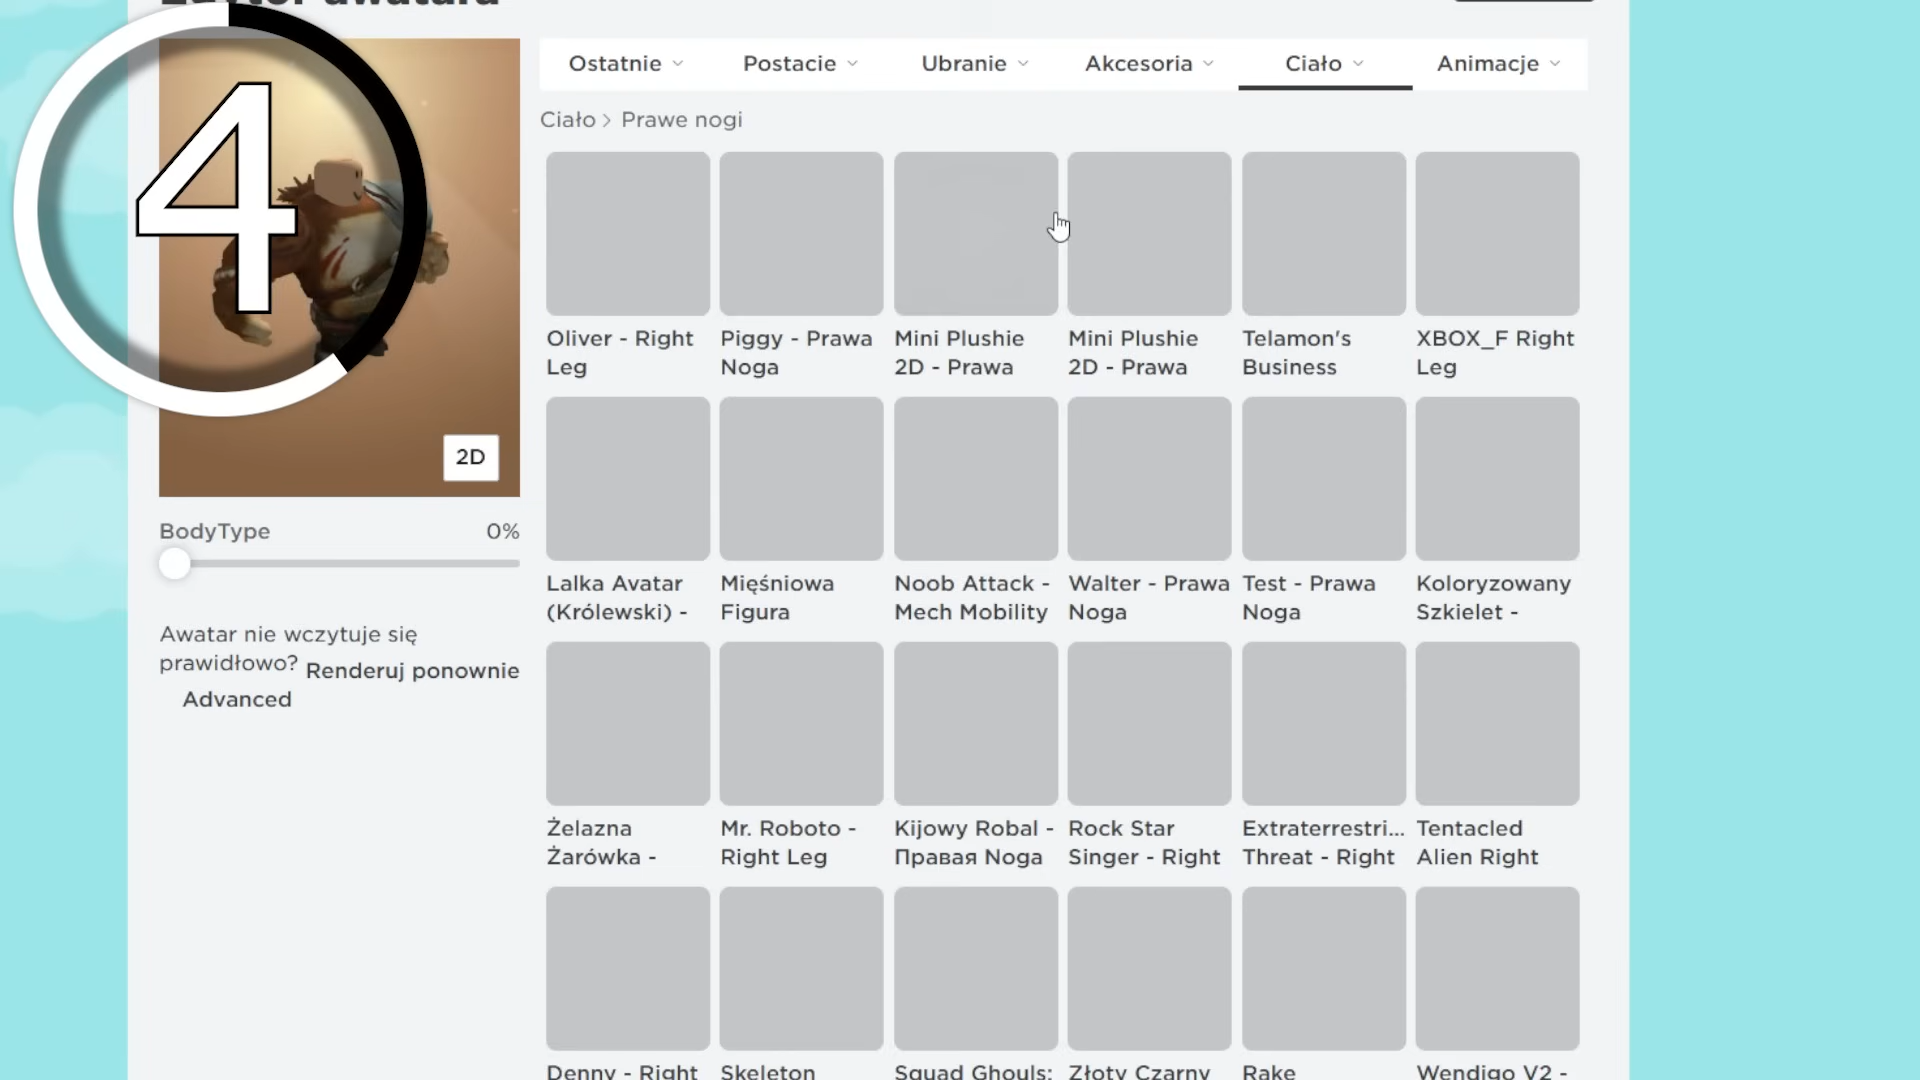 Edytor awatara
4
Ostatnie Postacie Ubranie Akcesoria Ciało Animacje
Ciało > Prawe nogi
Oliver - Right
Leg
Piggy - Prawa
Noga
Mini Plushie
2D - Prawa
Mini Plushie
2D - Prawa
Telamon's
Business
XBOX_F Right
Leg
2D
BodyType 0%
Awatar nie wczytuje się
prawidłowo? Renderuj ponownie
Advanced
Lalka Avatar
(Królewski) -
Mięśniowa
Figura
Noob Attack -
Mech Mobility
Walter - Prawa
Noga
Test - Prawa
Noga
Koloryzowany
Szkielet -
Żelazna
Żarówka -
Mr. Roboto -
Right Leg
Kijowy Robal -
Правая Noga
Rock Star
Singer - Right
Extraterrestri...
Threat - Right
Tentacled
Alien Right
Denny - Right
Skeleton
Squad Ghouls:
Złoty Czarny
Rake
Wendigo V2 -